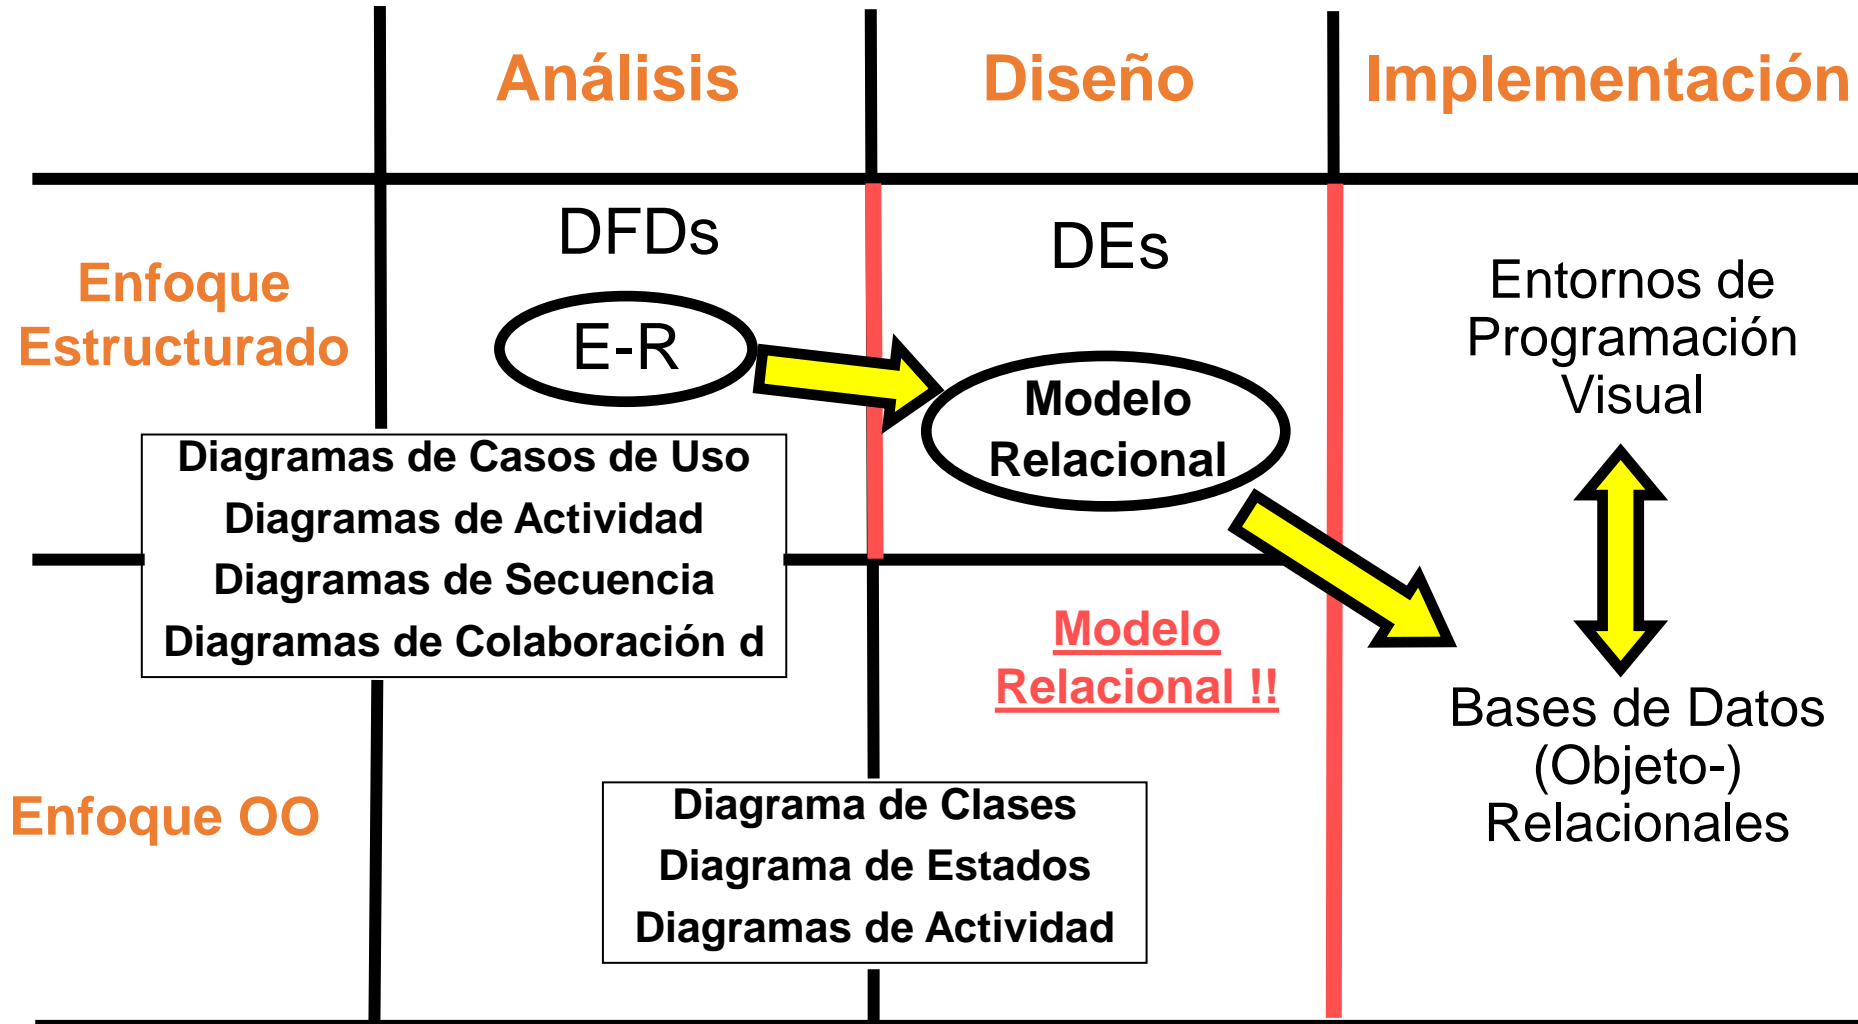 Análisis
Diseño
Implementación
Enfoque
Estructurado
DFDs
E-R
DEs
Modelo
Relacional
Entornos de
Programación
Visual
Diagramas de Casos de Uso
Diagramas de Actividad
Diagramas de Secuencia
Diagramas de Colaboración d
Modelo
Relacional !!
Bases de Datos
(Objeto-)
Relacionales
Enfoque OO
Diagrama de Clases
Diagrama de Estados
Diagramas de Actividad